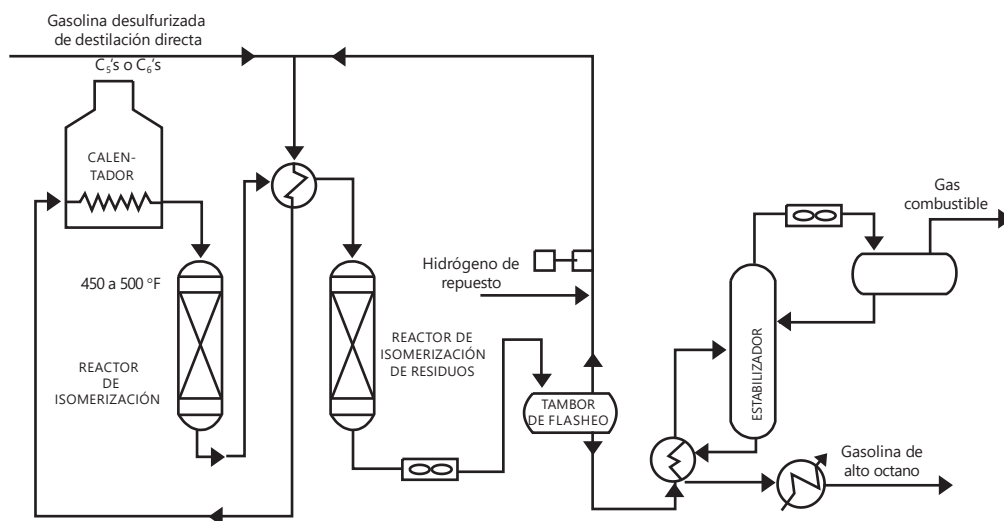 Gasolina desulfurizada
de destilación directa
C₅'s o C₆'s
CALEN-
TADOR
450 a 500 °F
REACTOR
DE
ISOMERIZACIÓN
REACTOR DE
ISOMERIZACIÓN
DE RESIDUOS
Hidrógeno de
repuesto
TAMBOR
DE FLASHEO
ESTABILIZADOR
Gas
combustible
Gasolina de
alto octano